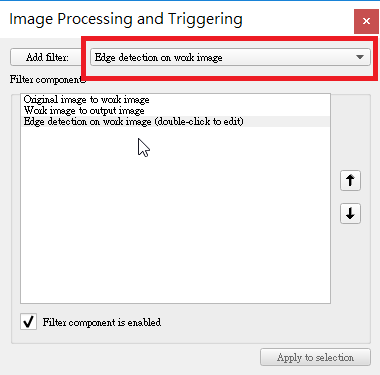 Image Processing and Triggering
Add filter: Edge detection on work image
Filter components
Original image to work image
Work image to output image
Edge detection on work image (double-click to edit)
Filter component is enabled
Apply to selection